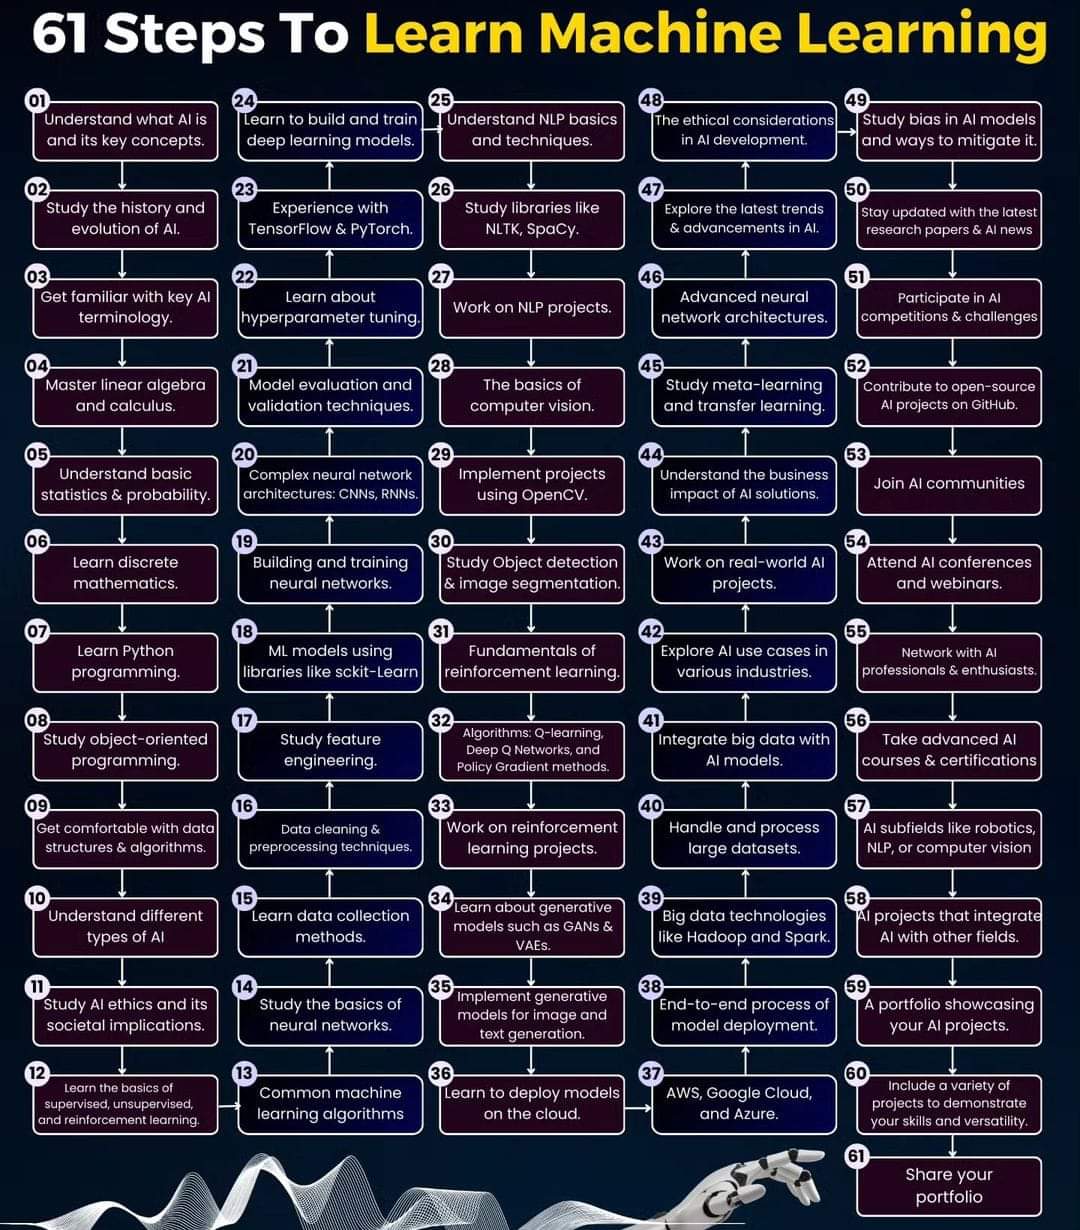 61 Steps To Learn Machine Learning
01
Understand what AI is
and its key concepts.
02
Study the history and
evolution of AI.
03
Get familiar with key AI
terminology.
04
Master linear algebra
and calculus.
05
Understand basic
statistics & probability.
06
Learn discrete
mathematics.
07
Learn Python
programming.
08
Study object-oriented
programming.
09
Get comfortable with data
structures & algorithms.
10
Understand different
types of AI
11
Study AI ethics and its
societal implications.
12
Learn the basics of
supervised, unsupervised,
and reinforcement learning.
13
Common machine
learning algorithms
14
Study the basics of
neural networks.
15
Learn data collection
methods.
16
Data cleaning &
preprocessing techniques.
17
Study feature
engineering.
18
ML models using
libraries like sckit-Learn
19
Building and training
neural networks.
20
Complex neural network
architectures: CNNs, RNNs.
21
Model evaluation and
validation techniques.
22
Learn about
hyperparameter tuning.
23
Experience with
TensorFlow & PyTorch.
24
Learn to build and train
deep learning models.
25
Understand NLP basics
and techniques.
26
Study libraries like
NLTK, SpaCy.
27
Work on NLP projects.
28
The basics of
computer vision.
29
Implement projects
using OpenCV.
30
Study Object detection
& image segmentation.
31
Fundamentals of
reinforcement learning.
32
Algorithms: Q-learning,
Deep Q Networks, and
Policy Gradient methods.
33
Work on reinforcement
learning projects.
34
Learn about generative
models such as GANs &
VAEs.
35
Implement generative
models for image and
text generation.
36
Learn to deploy models
on the cloud.
37
AWS, Google Cloud,
and Azure.
38
End-to-end process of
model deployment.
39
Big data technologies
like Hadoop and Spark.
40
Handle and process
large datasets.
41
Integrate big data with
AI models.
42
Explore AI use cases in
various industries.
43
Work on real-world AI
projects.
44
Understand the business
impact of AI solutions.
45
Study meta-learning
and transfer learning.
46
Advanced neural
network architectures.
47
Explore the latest trends
& advancements in AI.
48
The ethical considerations
in AI development.
49
Study bias in AI models
and ways to mitigate it.
50
Stay updated with the latest
research papers & AI news
51
Participate in AI
competitions & challenges
52
Contribute to open-source
AI projects on GitHub.
53
Join AI communities
54
Attend AI conferences
and webinars.
55
Network with AI
professionals & enthusiasts.
56
Take advanced AI
courses & certifications
57
AI subfields like robotics,
NLP, or computer vision
58
AI projects that integrate
AI with other fields.
59
A portfolio showcasing
your AI projects.
60
Include a variety of
projects to demonstrate
your skills and versatility.
61
Share your
portfolio